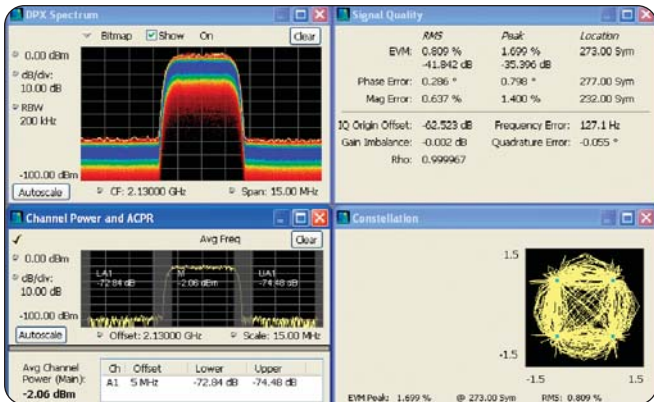 DPX Spectrum
Bitmap Show On Clear
0.00 dBm
dB/div:
10.00 dB
RBW
200 kHz
-100.00 dBm
Autoscale CF: 2.13000 GHz Span: 15.00 MHz
Signal Quality
RMS Peak Location
EVM: 0.809 % 1.699 % 273.00 Sym
-41.842 dB -35.396 dB
Phase Error: 0.286 ° 0.798 ° 277.00 Sym
Mag Error: 0.637 % 1.400 % 232.00 Sym
IQ Origin Offset: -62.523 dB Frequency Error: 127.1 Hz
Gain Imbalance: -0.002 dB Quadrature Error: -0.055 °
Rho: 0.999967
Channel Power and ACPR
Avg Freq Clear
0.00 dBm
dB/div:
10.00 dB
-100.00 dBm
LA1 M UA1
-72.84 dB -2.06 dBm -74.48 dB
Autoscale Offset: 2.13000 GHz Scale: 15.00 MHz
Avg Channel
Power (Main):
-2.06 dBm
Ch Offset Lower Upper
A1 5 MHz -72.84 dB -74.48 dB
Constellation
1.5
-1.5
-1.5 1.5
EVM Peak: 1.699 % @ 273.00 Sym RMS: 0.809 %